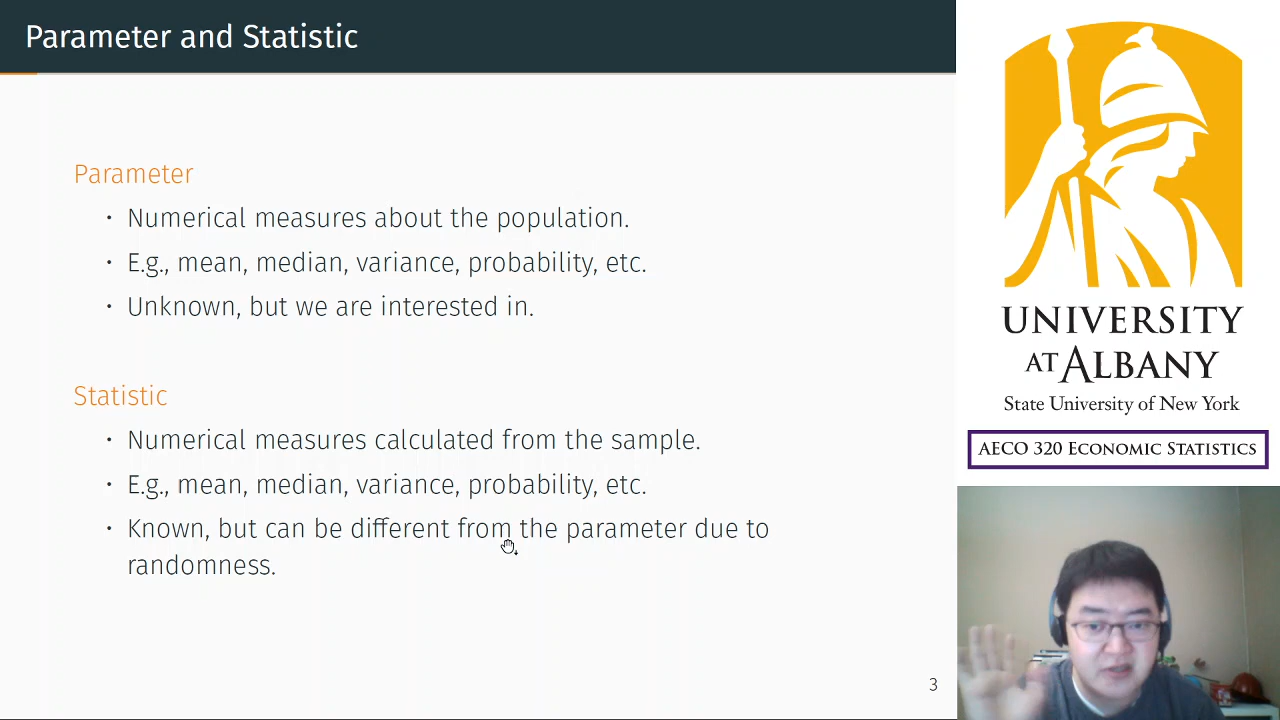 Parameter and Statistic
Parameter
· Numerical measures about the population.
· E.g., mean, median, variance, probability, etc.
· Unknown, but we are interested in.
Statistic
· Numerical measures calculated from the sample.
· E.g., mean, median, variance, probability, etc.
· Known, but can be different from the parameter due to
randomness.
3
UNIVERSITY
AT ALBANY
State University of New York
AECO 320 ECONOMIC STATISTICS